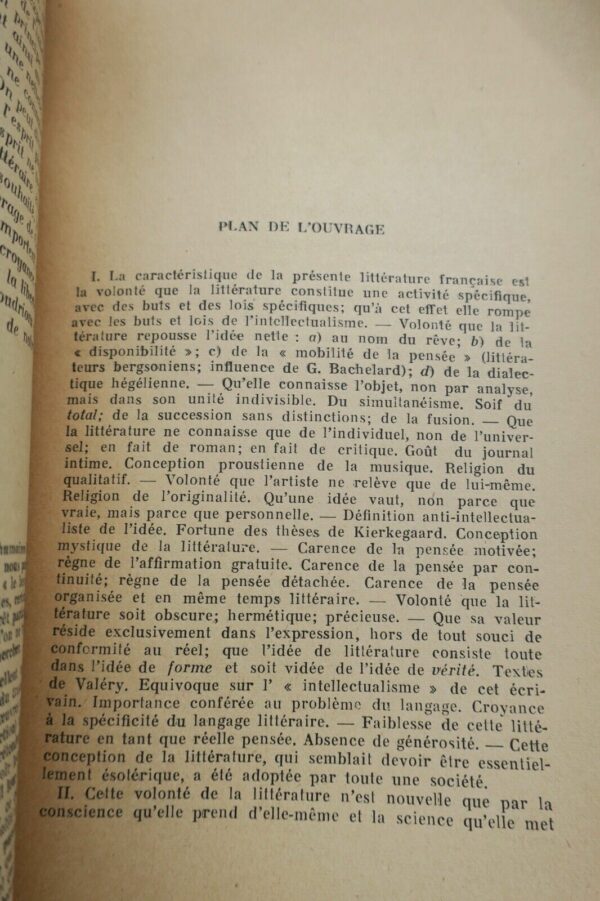 PLAN DE L'OUVRAGE
I. La caractéristique de la présente littérature française est
la volonté que la littérature constitue une activité spécifique,
avec des buts et des lois spécifiques; qu'à cet effet elle rompe
avec les buts et lois de l'intellectualisme. — Volonté que la lit-
térature repousse l'idée nette : a) au nom du rêve; b) de la
« disponibilité »; c) de la « mobilité de la pensée » (littéra-
teurs bergsoniens; influence de G. Bachelard); d) de la dialec-
tique hégélienne. — Qu'elle connaisse l'objet, non par analyse,
mais dans son unité indivisible. Du simultanéisme. Soif du
total; de la succession sans distinctions; de la fusion. — Que
la littérature ne connaisse que de l'individuel, non de l'univer-
sel; en fait de roman; en fait de critique. Goût du journal
intime. Conception proustienne de la musique. Religion du
qualitatif. — Volonté que l'artiste ne relève que de lui-même.
Religion de l'originalité. Qu'une idée vaut, non parce que
vraie, mais parce que personnelle. — Définition anti-intellectua-
liste de l'idée. Fortune des thèses de Kierkegaard. Conception
mystique de la littérature. — Carence de la pensée motivée;
règne de l'affirmation gratuite. Carence de la pensée par con-
tinuité; règne de la pensée détachée. Carence de la pensée
organisée et en même temps littéraire. — Volonté que la lit-
térature soit obscure; hermétique; précieuse. — Que sa valeur
réside exclusivement dans l'expression, hors de tout souci de
conformité au réel; que l'idée de littérature consiste toute
dans l'idée de forme et soit vidée de l'idée de vérité. Textes
de Valéry. Equivoque sur l' « intellectualisme » de cet écri-
vain. Importance conférée au problème du langage. Croyance
à la spécificité du langage littéraire. — Faiblesse de cette litté-
rature en tant que réelle pensée. Absence de générosité. — Cette
conception de la littérature, qui semblait devoir être essentiel-
lement ésotérique, a été adoptée par toute une société.
II. Cette volonté de la littérature n'est nouvelle que par la
conscience qu'elle prend d'elle-même et la science qu'elle met